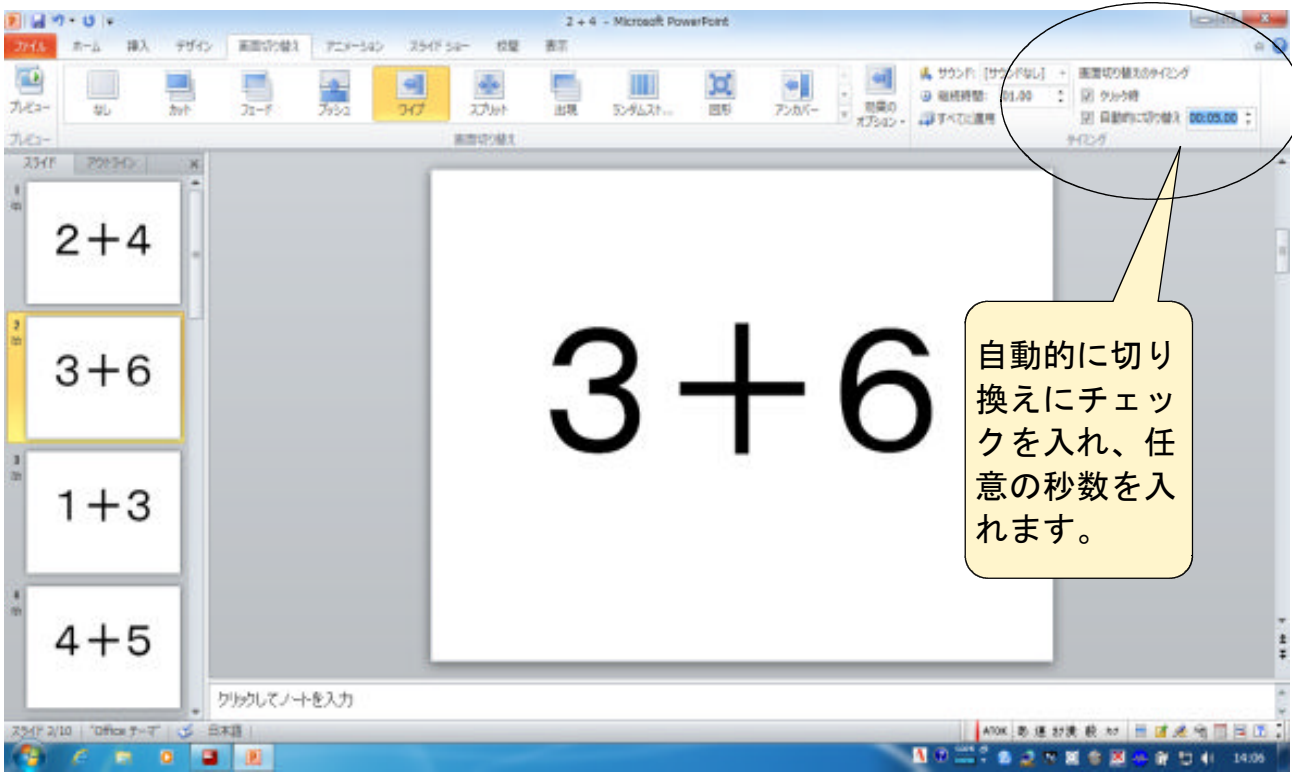 2 + 4 - Microsoft PowerPoint
ファイル ホーム 挿入 デザイン 画面切り替え アニメーション スライド ショー 校閲 表示
プレビュー なし カット フェード プッシュ ワイプ スプリット 出現 ランダムスト... 図形 アンカバー 効果のオプション
サウンド: [サウンドなし] 画面切り替えのタイミング
継続時間: 01.00 クリック時
すべてに適用 自動的に切り替え 00:05.00
プレビュー 画面切り替え タイミング
スライド アウトライン
1
2+4
2
3+6
3
1+3
4
4+5
3+6
自動的に切り
換えにチェッ
クを入れ、任
意の秒数を入
れます。
クリックしてノートを入力
スライド 2/10 "Office テーマ" 日本語
14:06